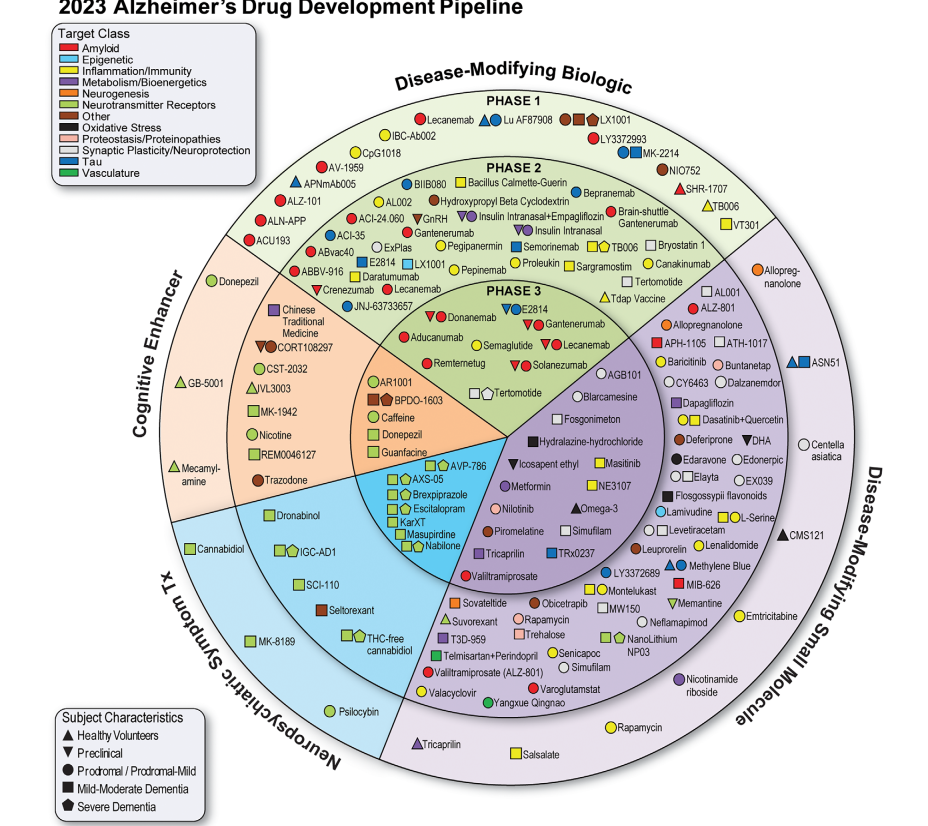 2023 Alzheimer's Drug Development Pipeline
Target Class
Amyloid
Epigenetic
Inflammation/Immunity
Metabolism/Bioenergetics
Neurogenesis
Neurotransmitter Receptors
Other
Oxidative Stress
Proteostasis/Proteinopathies
Synaptic Plasticity/Neuroprotection
Tau
Vasculature
Disease-Modifying Biologic
PHASE 1
Lecanemab
Lu AF87908
LX1001
IBC-Ab002
LY3372993
CpG1018
MK-2214
AV-1959
NIO752
APNmAb005
SHR-1707
ALZ-101
TB006
ALN-APP
VT301
ACU193
PHASE 2
BIIB080
Bacillus Calmette-Guerin
Bepranemab
AL002
Hydroxypropyl Beta Cyclodextrin
ACI-24.060
GnRH
Insulin Intranasal+Empagliflozin
Brain-shuttle
Gantenerumab
ACI-35
Gantenerumab
Insulin Intranasal
ABvac40
ExPlas
Pegipanermin
Semorinemab
TB006
Bryostatin 1
E2814
LX1001
Pepinemab
Proleukin
Sargramostim
Canakinumab
ABBV-916
Daratumumab
Tertomotide
Crenezumab
Lecanemab
Tdap Vaccine
JNJ-63733657
PHASE 3
E2814
Donanemab
Gantenerumab
Aducanumab
Semaglutide
Lecanemab
Remternetug
Solanezumab
Tertomotide
Cognitive Enhancer
Donepezil
GB-5001
Mecamyl-
amine
Chinese
Traditional
Medicine
CORT108297
CST-2032
IVL3003
MK-1942
Nicotine
REM0046127
Trazodone
AR1001
BPDO-1603
Caffeine
Donepezil
Guanfacine
Neuropsychiatric Symptom Tx
Cannabidiol
MK-8189
Psilocybin
Dronabinol
IGC-AD1
SCI-110
Seltorexant
THC-free
cannabidiol
AVP-786
AXS-05
Brexpiprazole
Escitalopram
KarXT
Masupirdine
Nabilone
Disease-Modifying Small Molecule
Allopreg-
nanolone
ASN51
Centella
asiatica
CMS121
Emtricitabine
Nicotinamide
riboside
Rapamycin
Salsalate
Tricaprilin
AL001
ALZ-801
Allopregnanolone
APH-1105
ATH-1017
Baricitinib
Buntanetap
CY6463
Dalzanemdor
Dapagliflozin
Dasatinib+Quercetin
Deferiprone
DHA
Edaravone
Edonerpic
Elayta
EX039
Flosgossypii flavonoids
Lamivudine
L-Serine
Levetiracetam
Leuprorelin
Lenalidomide
LY3372689
Methylene Blue
Montelukast
MIB-626
MW150
Memantine
Neflamapimod
NanoLithium
NP03
Sovateltide
Obicetrapib
Suvorexant
Rapamycin
T3D-959
Trehalose
Telmisartan+Perindopril
Senicapoc
Simufilam
Valiltramiprosate (ALZ-801)
Varoglutamstat
Valacyclovir
Yangxue Qingnao
AGB101
Blarcamesine
Fosgonimeton
Hydralazine-hydrochloride
Icosapent ethyl
Masitinib
Metformin
NE3107
Nilotinib
Omega-3
Piromelatine
Simufilam
Tricaprilin
TRx0237
Valiltramiprosate
Subject Characteristics
Healthy Volunteers
Preclinical
Prodromal / Prodromal-Mild
Mild-Moderate Dementia
Severe Dementia